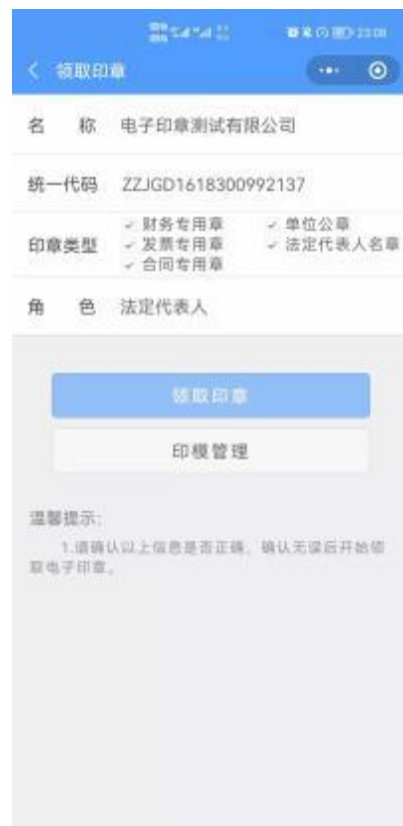 23:08
领取印章
名 称 电子印章测试有限公司
统一代码 ZZJGD1618300992137
印章类型 财务专用章 单位公章
发票专用章 法定代表人名章
合同专用章
角 色 法定代表人
领取印章
印模管理
温馨提示:
1.请确认以上信息是否正确，确认无误后开始领
取电子印章。